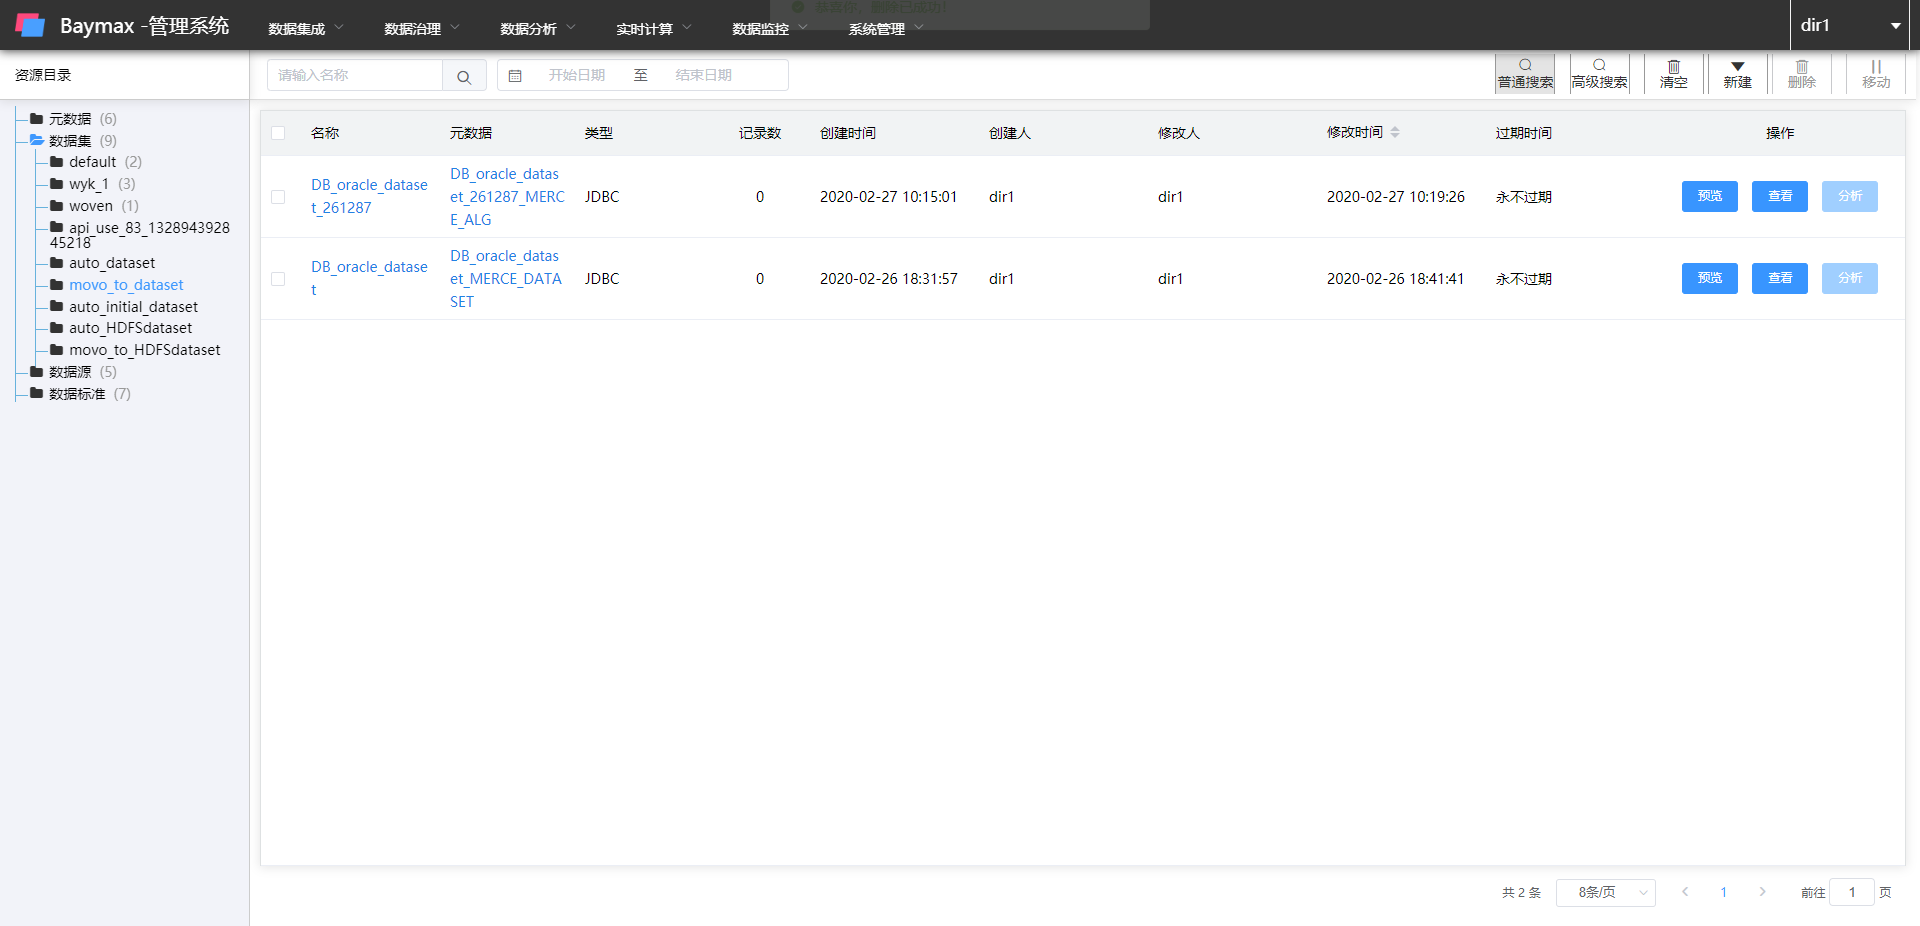 Baymax -管理系统
数据集成
数据治理
数据分析
实时计算
数据监控
系统管理
恭喜你，删除已成功！
dir1
资源目录
请输入名称
开始日期 至 结束日期
普通搜索
高级搜索
清空
新建
删除
移动
元数据 (6)
数据集 (9)
default (2)
wyk_1 (3)
woven (1)
api_use_83_1328943928
45218
auto_dataset
movo_to_dataset
auto_initial_dataset
auto_HDFSdataset
movo_to_HDFSdataset
数据源 (5)
数据标准 (7)
名称 元数据 类型 记录数 创建时间 创建人 修改人 修改时间 过期时间 操作
DB_oracle_datase
t_261287
DB_oracle_datas
et_261287_MERC
E_ALG
JDBC 0 2020-02-27 10:15:01 dir1 dir1 2020-02-27 10:19:26 永不过期 预览 查看 分析
DB_oracle_datase
t
DB_oracle_datas
et_MERCE_DATA
SET
JDBC 0 2020-02-26 18:31:57 dir1 dir1 2020-02-26 18:41:41 永不过期 预览 查看 分析
共 2 条 8条/页 1 前往 1 页